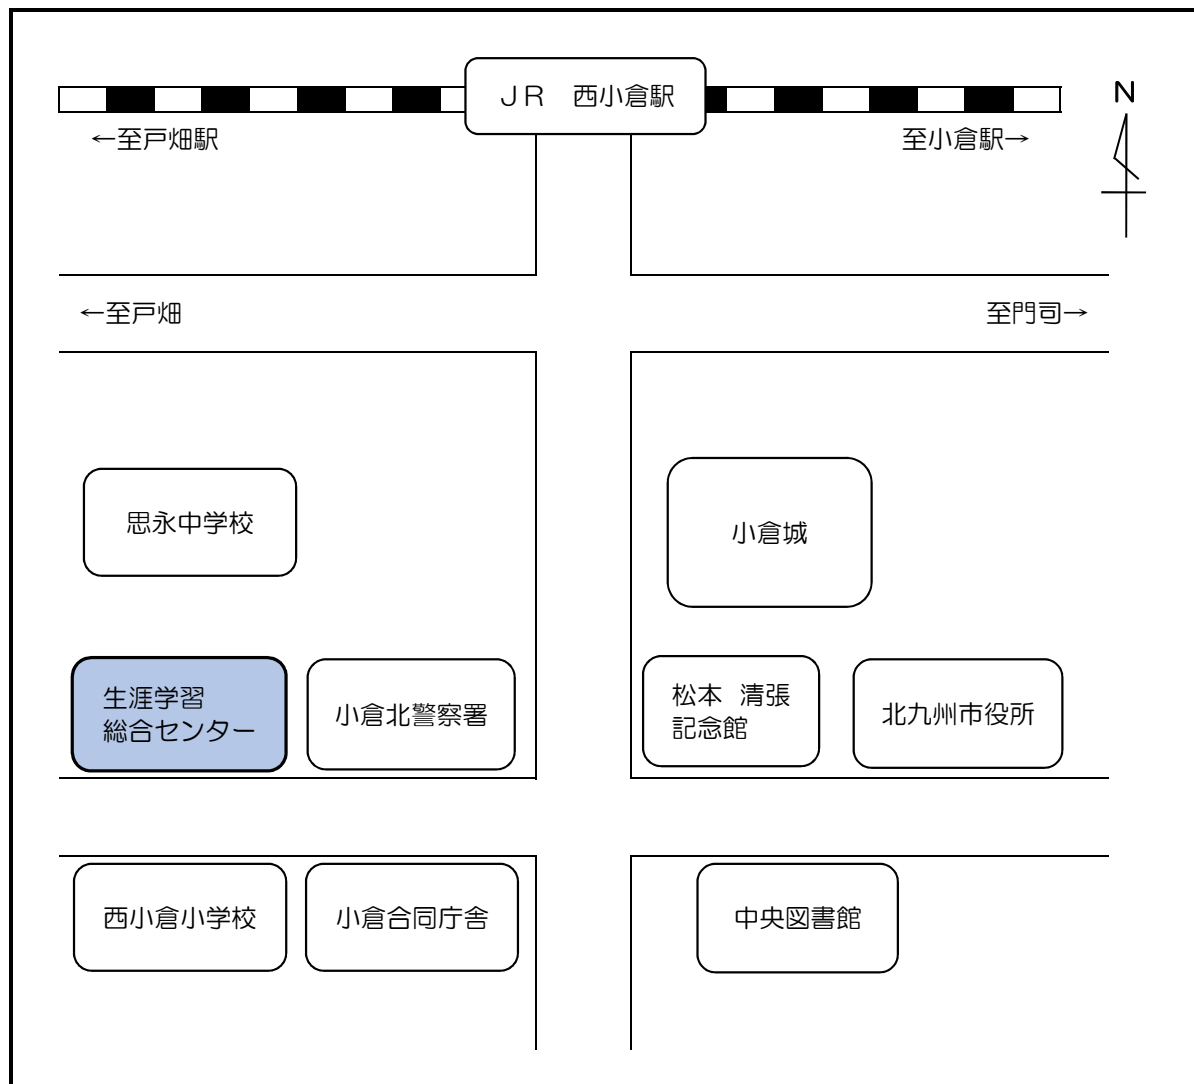 ＪＲ　西小倉駅
N
←至戸畑駅
至小倉駅→
←至戸畑
至門司→
思永中学校
小倉城
生涯学習
総合センター
小倉北警察署
松本　清張
記念館
北九州市役所
西小倉小学校
小倉合同庁舎
中央図書館